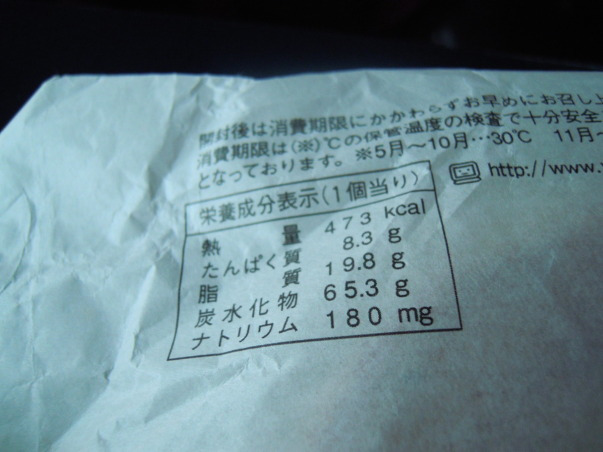 開封後は消費期限にかかわらずお早めにお召し上
消費期限は(※)℃の保管温度の検査で十分安全
となっております。※5月〜10月…30℃ 11月〜
http://www.
栄養成分表示(1個当り)
熱量 473 kcal
たんぱく質 8.3 g
脂質 19.8 g
炭水化物 65.3 g
ナトリウム 180 mg